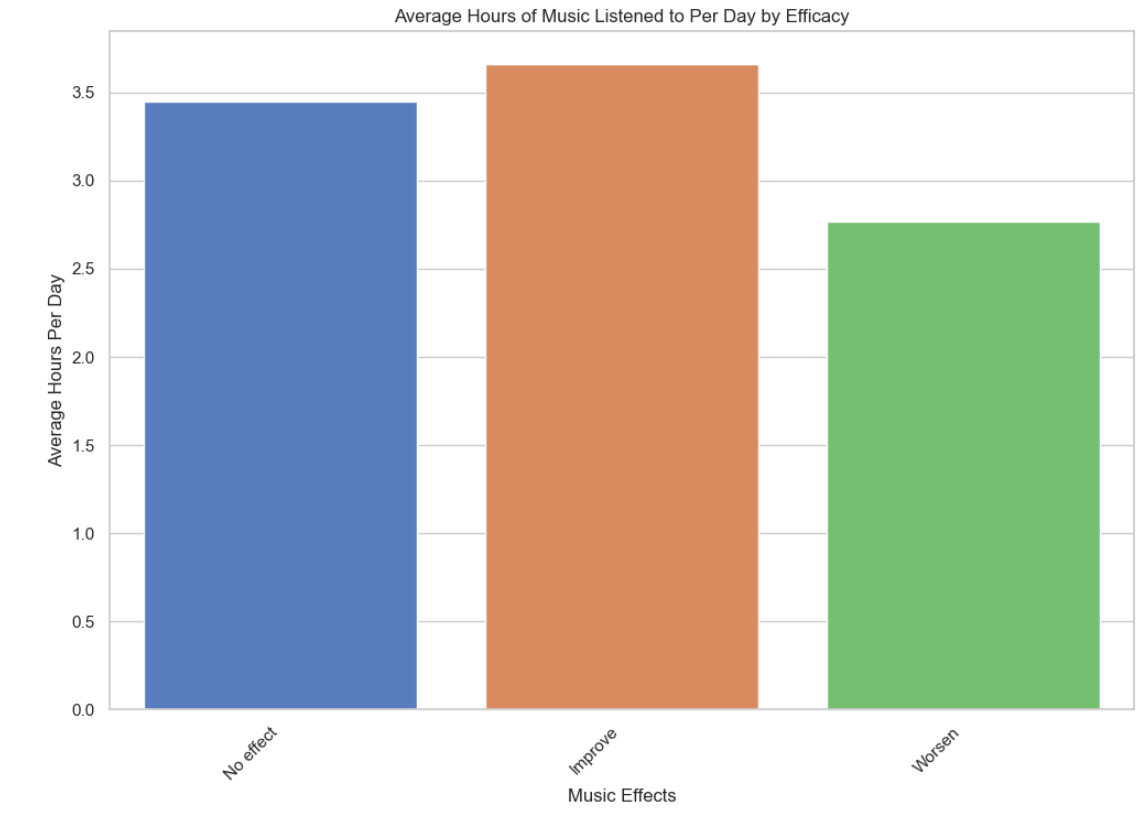 Average Hours of Music Listened to Per Day by Efficacy
Average Hours Per Day
3.5
3.0
2.5
2.0
1.5
1.0
0.5
0.0
No effect
Improve
Worsen
Music Effects